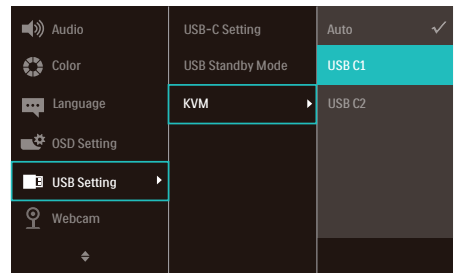 Audio
Color
Language
OSD Setting
USB Setting
Webcam
USB-C Setting
USB Standby Mode
KVM
Auto
USB C1
USB C2